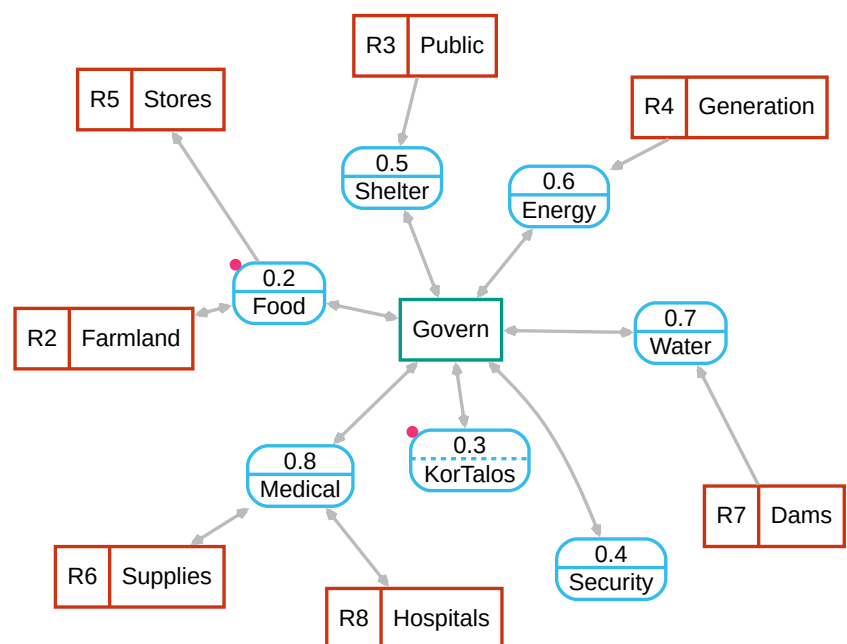 R3 Public
R5 Stores
R4 Generation
0.5
Shelter
0.6
Energy
0.2
Food
R2 Farmland
Govern
0.7
Water
0.3
KorTalos
0.8
Medical
R7 Dams
0.4
Security
R6 Supplies
R8 Hospitals